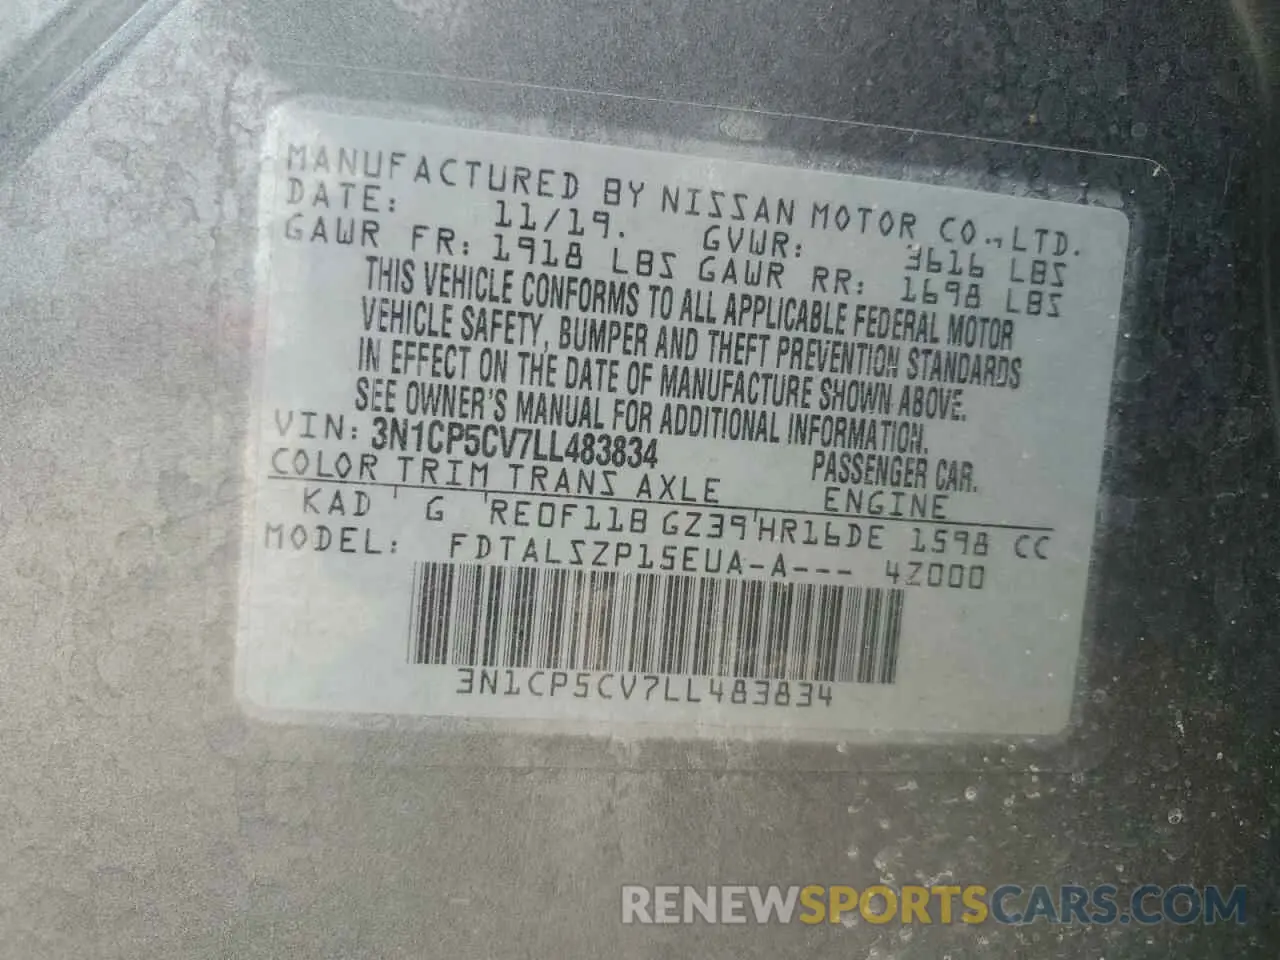 MANUFACTURED BY NISSAN MOTOR CO., LTD.
DATE: 11/19. GVWR: 3616 LBS
GAWR FR: 1918 LBS GAWR RR: 1698 LBS
THIS VEHICLE CONFORMS TO ALL APPLICABLE FEDERAL MOTOR
VEHICLE SAFETY, BUMPER AND THEFT PREVENTION STANDARDS
IN EFFECT ON THE DATE OF MANUFACTURE SHOWN ABOVE.
SEE OWNER'S MANUAL FOR ADDITIONAL INFORMATION.
VIN: 3N1CP5CV7LL483834 PASSENGER CAR.
COLOR TRIM TRANS AXLE ENGINE
KAD G RE0F11B GZ39 HR16DE 1598 CC
MODEL: FDTALSZP15EUA-A--- 4Z000
3N1CP5CV7LL483834
RENEWSPORTSCARS.COM